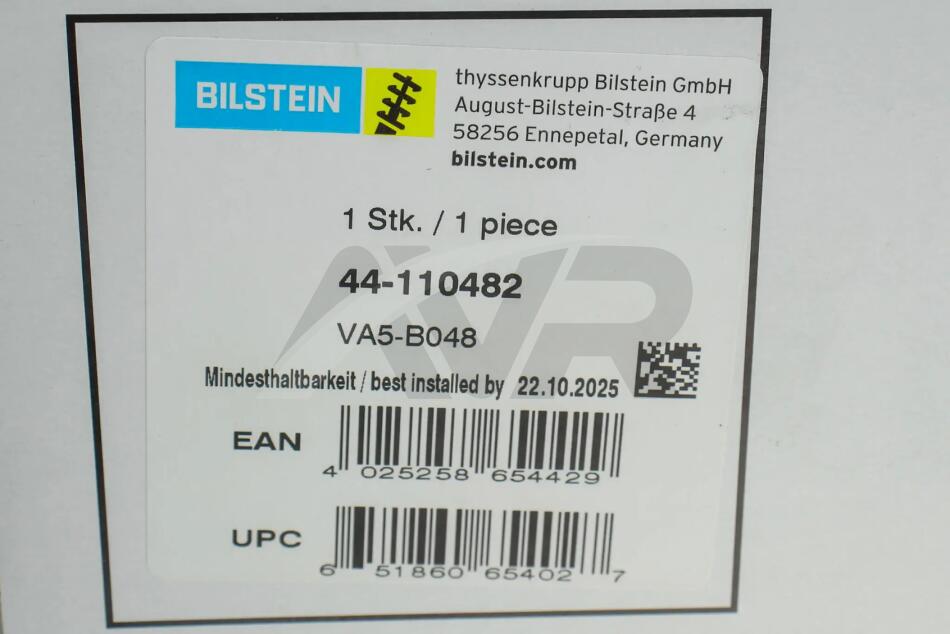 BILSTEIN
thyssenkrupp Bilstein GmbH
August-Bilstein-Straße 4
58256 Ennepetal, Germany
bilstein.com
1 Stk. / 1 piece
44-110482
VA5-B048
AVR
Mindesthaltbarkeit / best installed by 22.10.2025
EAN
4 025258 654429
UPC
6 51860 65402 7